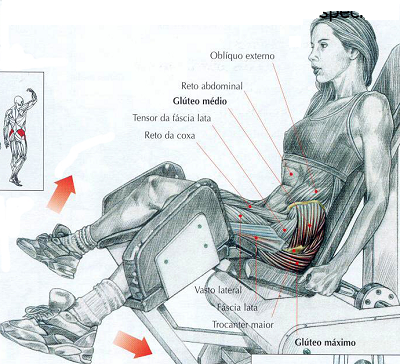 spec.
Oblíquo externo
Reto abdominal
Glúteo médio
Tensor da fáscia lata
Reto da coxa
Vasto lateral
Fáscia lata
Trocanter maior
Glúteo máximo